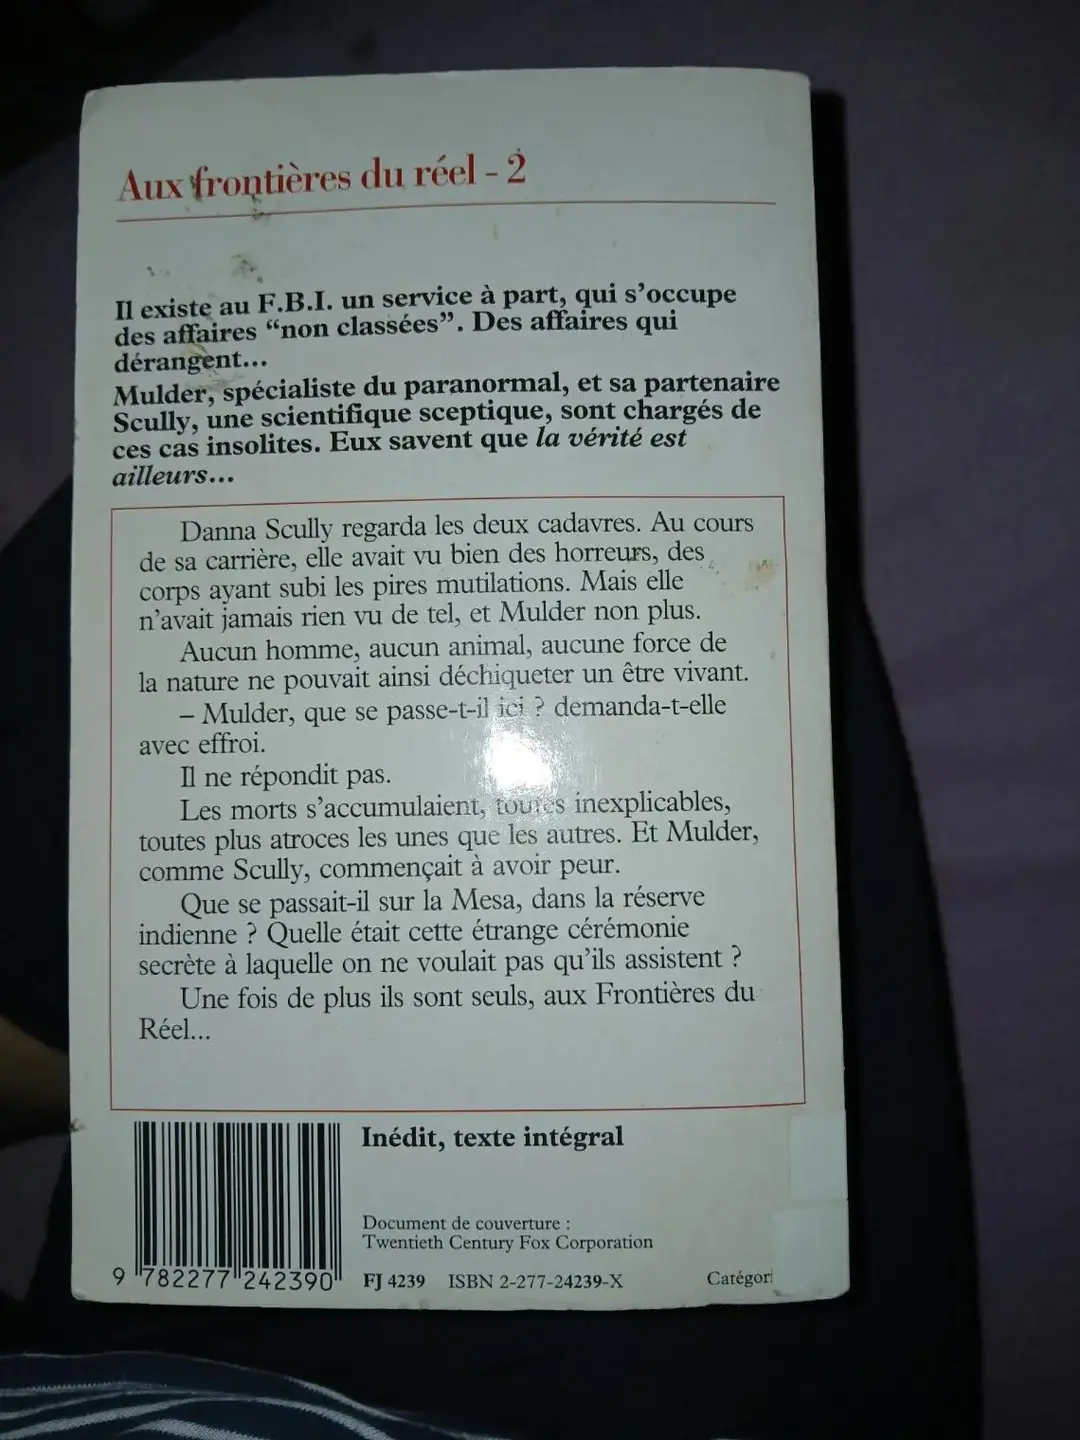 Aux frontières du réel - 2
Il existe au F.B.I. un service à part, qui s'occupe
des affaires “non classées”. Des affaires qui
dérangent...
Mulder, spécialiste du paranormal, et sa partenaire
Scully, une scientifique sceptique, sont chargés de
ces cas insolites. Eux savent que la vérité est
ailleurs...
Danna Scully regarda les deux cadavres. Au cours
de sa carrière, elle avait vu bien des horreurs, des
corps ayant subi les pires mutilations. Mais elle
n'avait jamais rien vu de tel, et Mulder non plus.
Aucun homme, aucun animal, aucune force de
la nature ne pouvait ainsi déchiqueter un être vivant.
– Mulder, que se passe-t-il ici ? demanda-t-elle
avec effroi.
Il ne répondit pas.
Les morts s'accumulaient, toutes inexplicables,
toutes plus atroces les unes que les autres. Et Mulder,
comme Scully, commençait à avoir peur.
Que se passait-il sur la Mesa, dans la réserve
indienne ? Quelle était cette étrange cérémonie
secrète à laquelle on ne voulait pas qu'ils assistent ?
Une fois de plus ils sont seuls, aux Frontières du
Réel...
Inédit, texte intégral
Document de couverture :
Twentieth Century Fox Corporation
9 782277 242390
FJ 4239 ISBN 2-277-24239-X